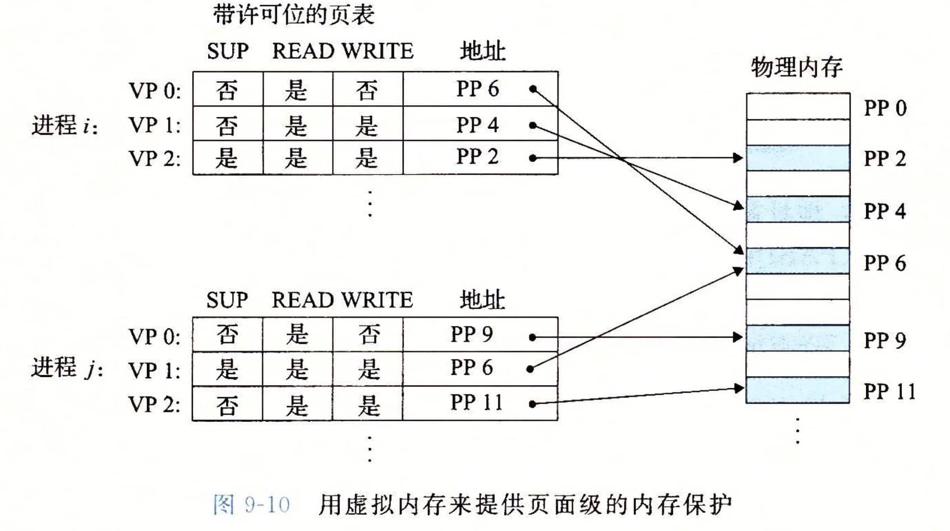 带许可位的页表
SUP READ WRITE 地址
物理内存
VP 0: 否 是 否 PP 6
PP 0
进程 i: VP 1: 否 是 是 PP 4
VP 2: 是 是 是 PP 2
PP 2
⋮
PP 4
PP 6
SUP READ WRITE 地址
VP 0: 否 是 否 PP 9
PP 9
进程 j: VP 1: 是 是 是 PP 6
VP 2: 否 是 是 PP 11
PP 11
⋮
⋮
图 9-10 用虚拟内存来提供页面级的内存保护